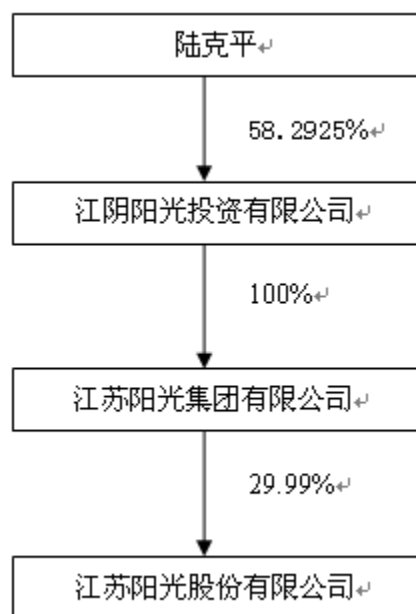 陆克平
58.2925%
江阴阳光投资有限公司
100%
江苏阳光集团有限公司
29.99%
江苏阳光股份有限公司